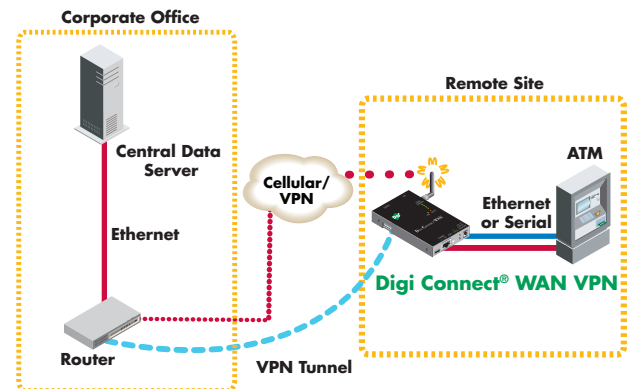 Corporate Office
Central Data
Server
Ethernet
Router
Cellular/
VPN
VPN Tunnel
Remote Site
ATM
Ethernet
or Serial
Digi Connect® WAN VPN